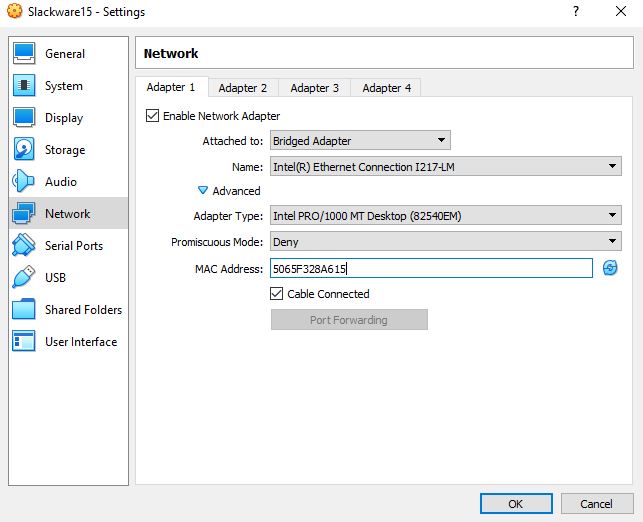 Slackware15 - Settings
?
General
System
Display
Storage
Audio
Network
Serial Ports
USB
Shared Folders
User Interface
Network
Adapter 1
Adapter 2
Adapter 3
Adapter 4
Enable Network Adapter
Attached to: Bridged Adapter
Name: Intel(R) Ethernet Connection I217-LM
Advanced
Adapter Type: Intel PRO/1000 MT Desktop (82540EM)
Promiscuous Mode: Deny
MAC Address: 5065F328A615
Cable Connected
Port Forwarding
OK
Cancel